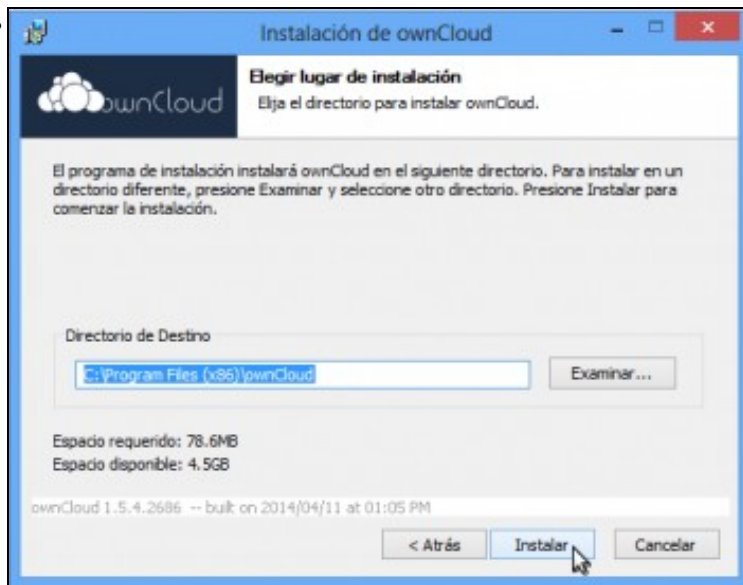 Instalación de ownCloud
ownCloud
Elegir lugar de instalación
Elija el directorio para instalar ownCloud.
El programa de instalación instalará ownCloud en el siguiente directorio. Para instalar en un
directorio diferente, presione Examinar y seleccione otro directorio. Presione Instalar para
comenzar la instalación.
Directorio de Destino
C:\Program Files (x86)\ownCloud
Examinar...
Espacio requerido: 78.6MB
Espacio disponible: 4.5GB
ownCloud 1.5.4.2686 -- built on 2014/04/11 at 01:05 PM
< Atrás
Instalar
Cancelar